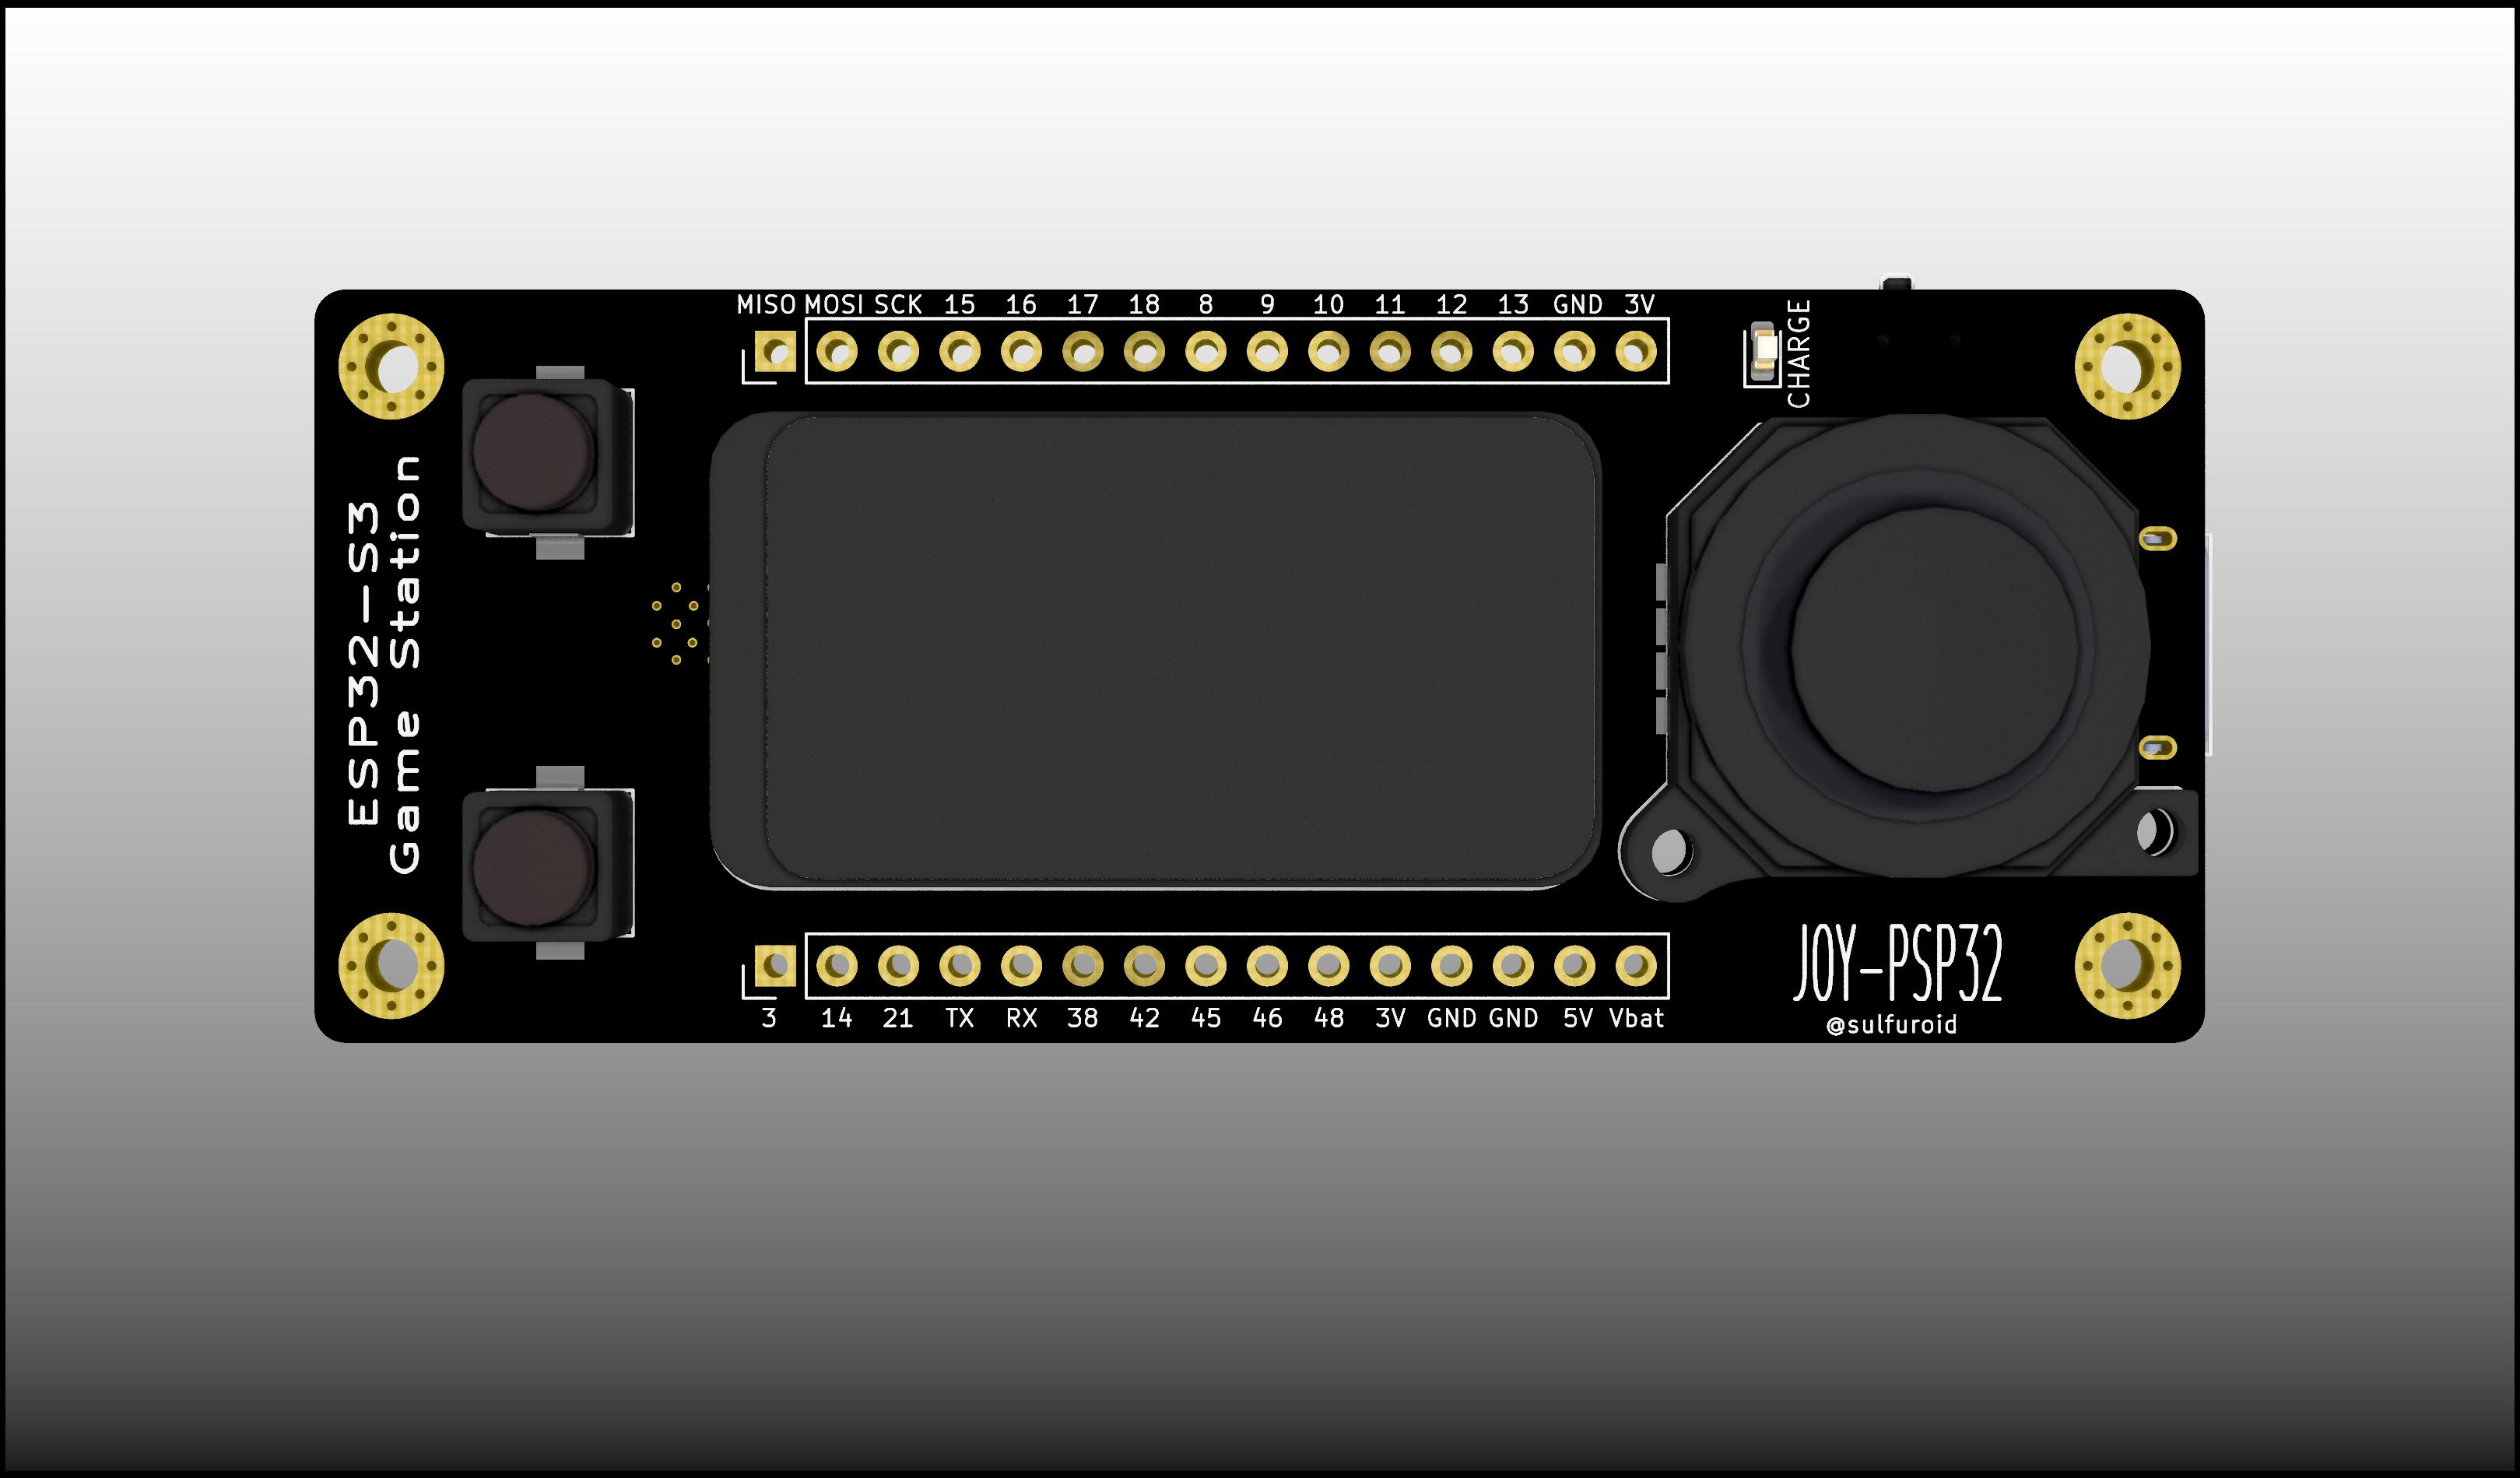 MISO MOSI SCK 15 16 17 18 8 9 10 11 12 13 GND 3V
CHARGE
ESP32-S3
Game Station
3 14 21 TX RX 38 42 45 46 48 3V GND GND 5V Vbat
JOY-PSP32
@sulfuroid